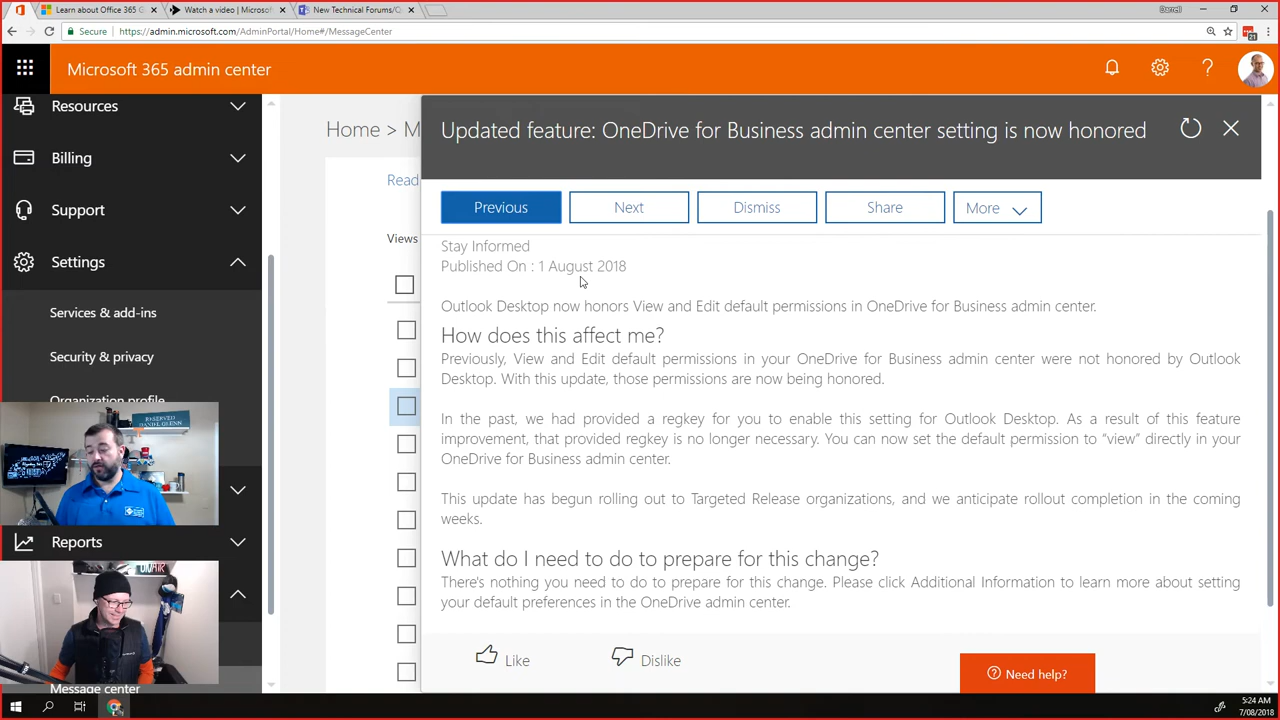 Learn about Office 365 G
Watch a video | Microso
New Technical Forums/Q
Darrell
Secure
https://admin.microsoft.com/AdminPortal/Home#/MessageCenter
21
Microsoft 365 admin center
Resources
Billing
Support
Settings
Services & add-ins
Security & privacy
Organization profile
Reports
Message center
Home > M
Read
Views
Updated feature: OneDrive for Business admin center setting is now honored
Previous
Next
Dismiss
Share
More
Stay Informed
Published On : 1 August 2018
Outlook Desktop now honors View and Edit default permissions in OneDrive for Business admin center.
How does this affect me?
Previously, View and Edit default permissions in your OneDrive for Business admin center were not honored by Outlook
Desktop. With this update, those permissions are now being honored.
In the past, we had provided a regkey for you to enable this setting for Outlook Desktop. As a result of this feature
improvement, that provided regkey is no longer necessary. You can now set the default permission to “view” directly in your
OneDrive for Business admin center.
This update has begun rolling out to Targeted Release organizations, and we anticipate rollout completion in the coming
weeks.
What do I need to do to prepare for this change?
There's nothing you need to do to prepare for this change. Please click Additional Information to learn more about setting
your default preferences in the OneDrive admin center.
Like
Dislike
Need help?
RESERVED
DANIEL GLENN
5:24 AM
7/08/2018